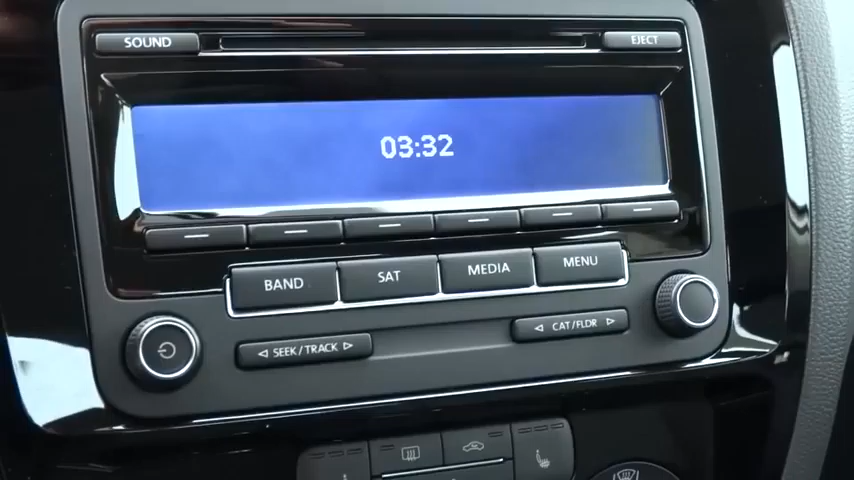 SOUND
EJECT
03:32
BAND
SAT
MEDIA
MENU
SEEK/TRACK
CAT/FLDR